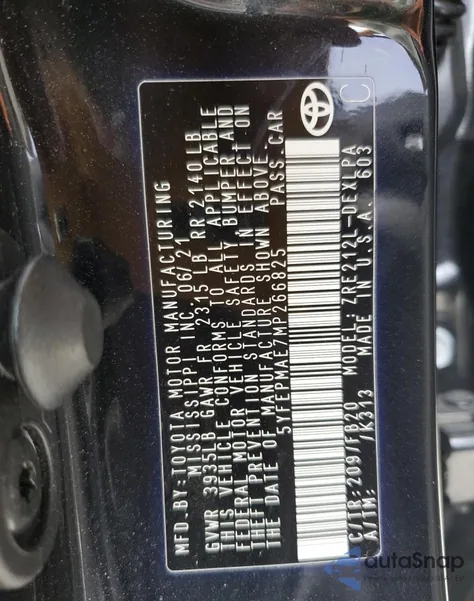 MFD.BY:TOYOTA MOTOR MANUFACTURING
MISSISSIPPI INC. 06/21
GVWR 3935LB GAWR FR 2315 LB RR 2140LB
THIS VEHICLE CONFORMS TO ALL APPLICABLE
FEDERAL MOTOR VEHICLE SAFETY BUMPER AND
THEFT PREVENTION STANDARDS IN EFFECT ON
THE DATE OF MANUFACTURE SHOWN ABOVE
5YFEPMAE7MP266825 PASS.CAR
C
C/TR:209/FB20 MODEL: ZRE212L-DEXLPA
A/TM: /K313 MADE IN U.S.A. 603
autoSnap